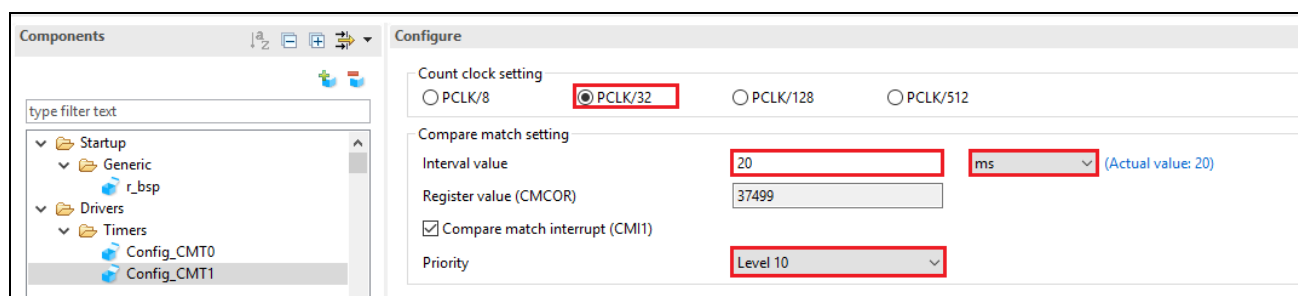 Components
Configure
type filter text
Startup
Generic
r_bsp
Drivers
Timers
Config_CMT0
Config_CMT1
Count clock setting
PCLK/8 PCLK/32 PCLK/128 PCLK/512
Compare match setting
Interval value 20 ms (Actual value: 20)
Register value (CMCOR) 37499
Compare match interrupt (CMI1)
Priority Level 10